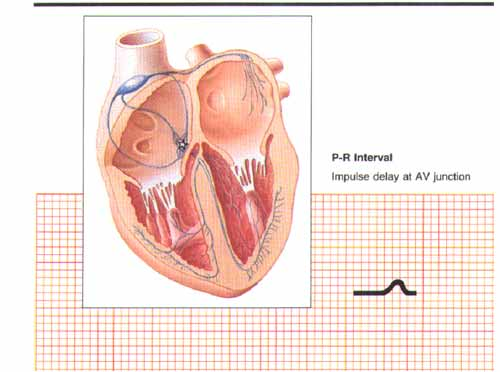 P-R Interval
Impulse delay at AV junction